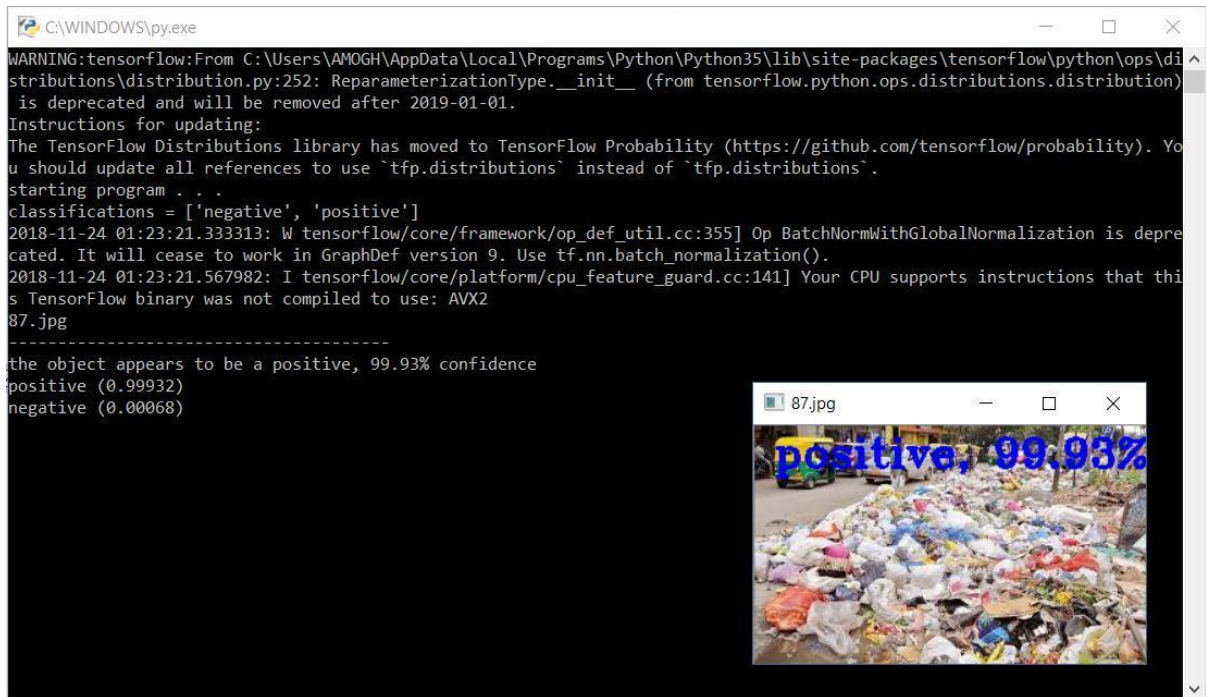 C:\WINDOWS\py.exe
WARNING:tensorflow:From C:\Users\AMOGH\AppData\Local\Programs\Python\Python35\lib\site-packages\tensorflow\python\ops\di
stributions\distribution.py:252: ReparameterizationType.__init__ (from tensorflow.python.ops.distributions.distribution)
 is deprecated and will be removed after 2019-01-01.
Instructions for updating:
The TensorFlow Distributions library has moved to TensorFlow Probability (https://github.com/tensorflow/probability). Yo
u should update all references to use `tfp.distributions` instead of `tfp.distributions`.
starting program . . .
classifications = ['negative', 'positive']
2018-11-24 01:23:21.333313: W tensorflow/core/framework/op_def_util.cc:355] Op BatchNormWithGlobalNormalization is depre
cated. It will cease to work in GraphDef version 9. Use tf.nn.batch_normalization().
2018-11-24 01:23:21.567982: I tensorflow/core/platform/cpu_feature_guard.cc:141] Your CPU supports instructions that thi
s TensorFlow binary was not compiled to use: AVX2
87.jpg
---------------------------------------
the object appears to be a positive, 99.93% confidence
positive (0.99932)
negative (0.00068)
87.jpg
positive, 99.93%